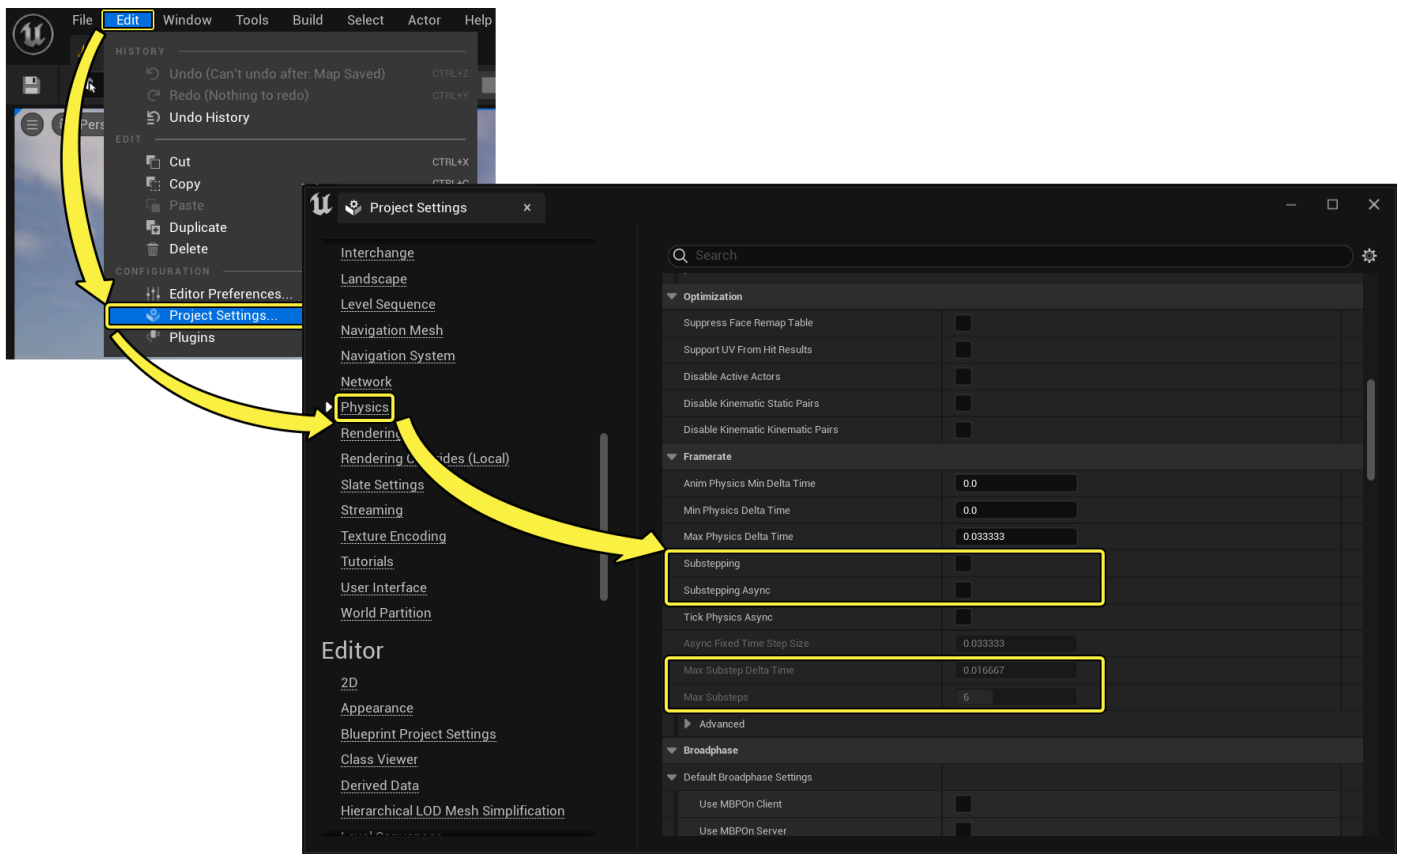 File Edit Window Tools Build Select Actor Help
HISTORY
Undo (Can't undo after: Map Saved) CTRL+Z
Redo (Nothing to redo) CTRL+Y
Undo History
Pers
EDIT
Cut CTRL+X
Copy CTRL+C
Paste
Duplicate
Delete
CONFIGURATION
Editor Preferences...
Project Settings...
Plugins
Project Settings
Interchange
Landscape
Level Sequence
Navigation Mesh
Navigation System
Network
Physics
Rendering
Rendering Overrides (Local)
Slate Settings
Streaming
Texture Encoding
Tutorials
User Interface
World Partition
Editor
2D
Appearance
Blueprint Project Settings
Class Viewer
Derived Data
Hierarchical LOD Mesh Simplification
Search
Optimization
Suppress Face Remap Table
Support UV From Hit Results
Disable Active Actors
Disable Kinematic Static Pairs
Disable Kinematic Kinematic Pairs
Framerate
Anim Physics Min Delta Time 0.0
Min Physics Delta Time 0.0
Max Physics Delta Time 0.033333
Substepping
Substepping Async
Tick Physics Async
Async Fixed Time Step Size 0.033333
Max Substep Delta Time 0.016667
Max Substeps 6
Advanced
Broadphase
Default Broadphase Settings
Use MBPOn Client
Use MBPOn Server